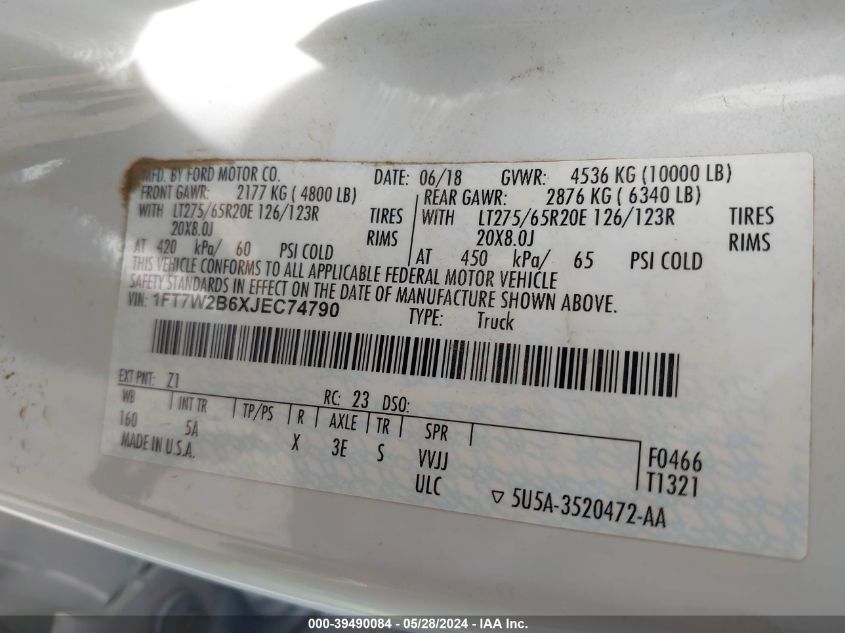 MFD. BY FORD MOTOR CO. DATE: 06/18 GVWR: 4536 KG (10000 LB)
FRONT GAWR: 2177 KG ( 4800 LB) REAR GAWR: 2876 KG ( 6340 LB)
WITH LT275/65R20E 126/123R TIRES WITH LT275/65R20E 126/123R TIRES
20X8.0J RIMS 20X8.0J RIMS
AT 420 kPa/ 60 PSI COLD AT 450 kPa/ 65 PSI COLD
THIS VEHICLE CONFORMS TO ALL APPLICABLE FEDERAL MOTOR VEHICLE
SAFETY STANDARDS IN EFFECT ON THE DATE OF MANUFACTURE SHOWN ABOVE.
VIN: 1FT7W2B6XJEC74790 TYPE: Truck
EXT PNT: Z1 RC: 23 DSO:
WB INT TR TP/PS R AXLE TR SPR
160 5A X 3E S VVJJ F0466
MADE IN U.S.A. ULC T1321
5U5A-3520472-AA
000-39490084 - 05/28/2024 - IAA Inc.